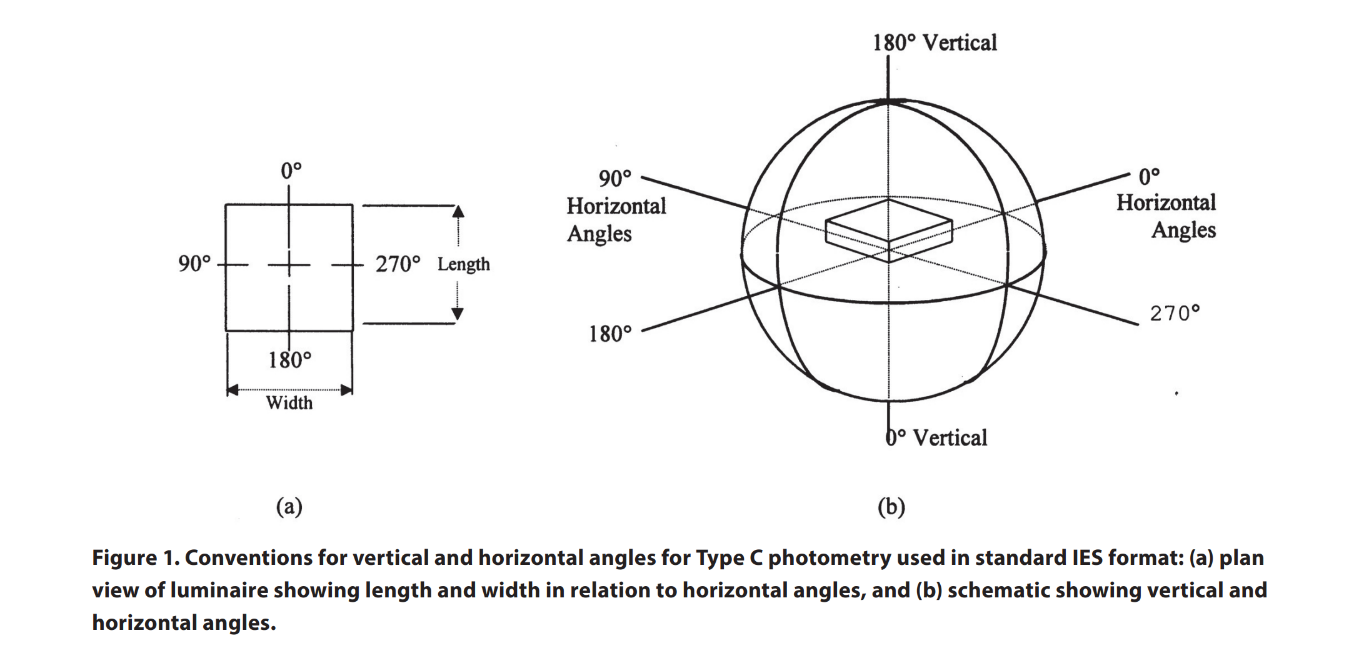 180° Vertical
0°
90°
270°
Length
180°
Width
90°
Horizontal
Angles
0°
Horizontal
Angles
180°
270°
0° Vertical
(a)
(b)
Figure 1. Conventions for vertical and horizontal angles for Type C photometry used in standard IES format: (a) plan
view of luminaire showing length and width in relation to horizontal angles, and (b) schematic showing vertical and
horizontal angles.